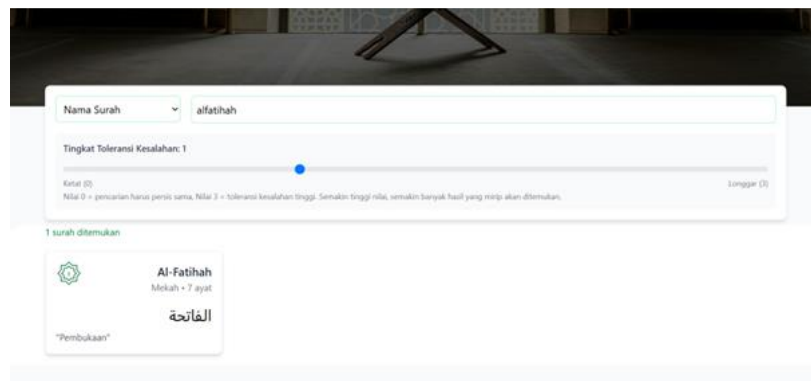 Nama Surah
alfatihah
Tingkat Toleransi Kesalahan: 1
Ketat (0)
Longgar (3)
Nilai 0 = pencarian harus persis sama, Nilai 3 = toleransi kesalahan tinggi. Semakin tinggi nilai, semakin banyak hasil yang mirip akan ditemukan.
1 surah ditemukan
Al-Fatihah
Mekah • 7 ayat
الفاتحة
"Pembukaan"